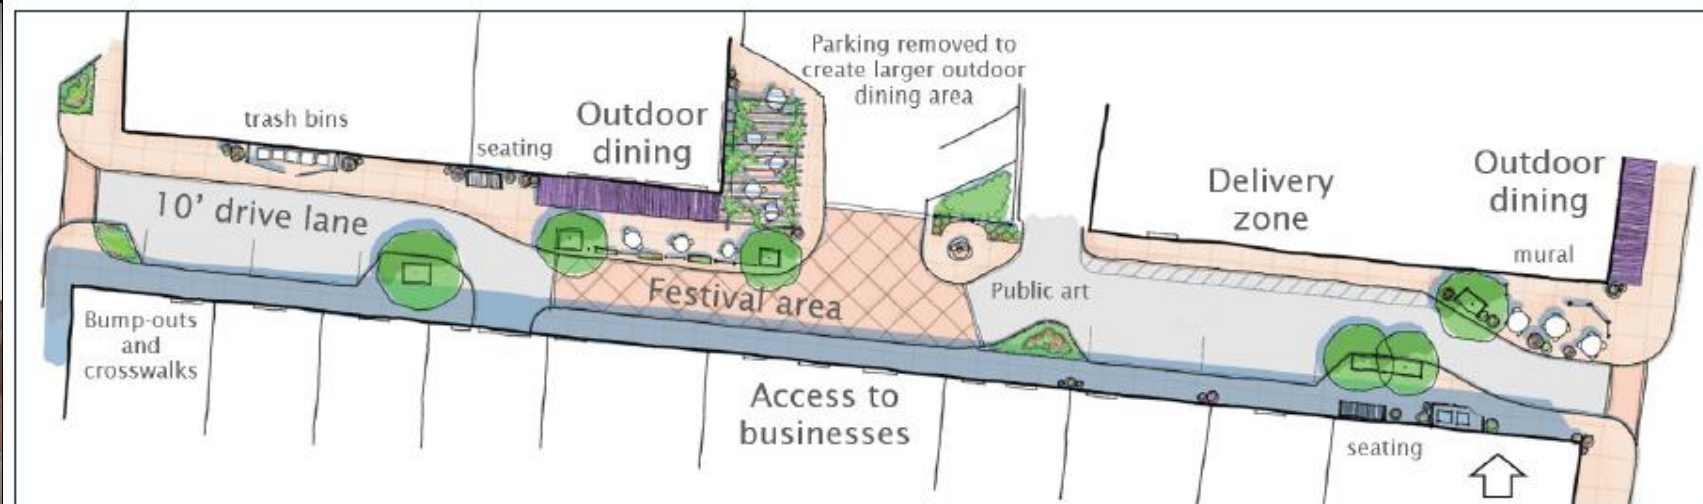 Parking removed to
create larger outdoor
dining area
trash bins
seating
Outdoor
dining
10' drive lane
Festival area
Public art
Delivery
zone
Outdoor
dining
mural
Bump-outs
and
crosswalks
Access to
businesses
seating